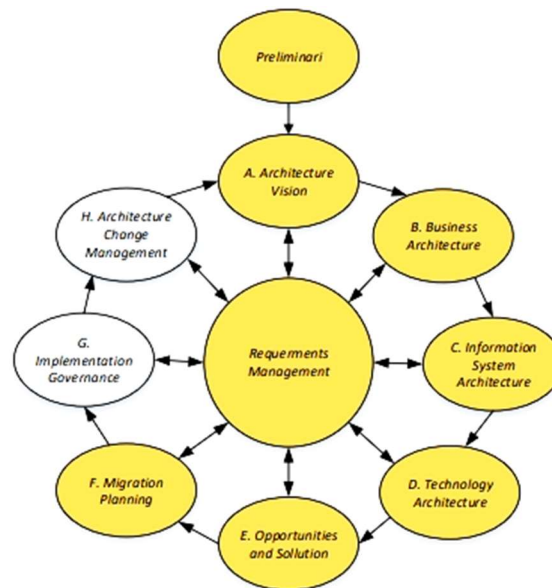 Preliminari
A. Architecture
Vision
H. Architecture
Change
Management
B. Business
Architecture
G.
Implementation
Governance
Requerments
Management
C. Information
System
Architecture
F. Migration
Planning
D. Technology
Architecture
E. Opportunities
and Sollution